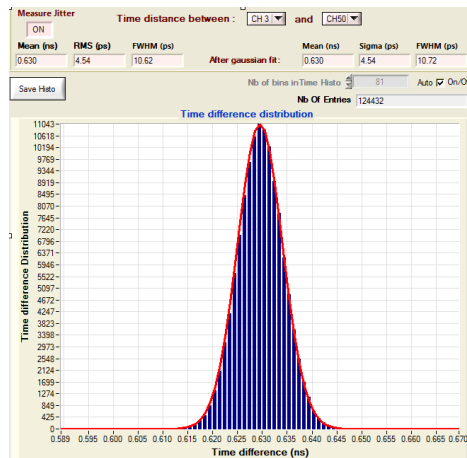 Measure Jitter
ON
Time distance between : CH 3 and CH50
Mean (ns) RMS (ps) FWHM (ps) Mean (ns) Sigma (ps) FWHM (ps)
0.630 4.54 10.62 After gaussian fit: 0.630 4.54 10.72
Save Histo
Nb of bins in Time Histo 81 Auto On/O
Nb Of Entries 124432
Time difference distribution
Time difference Distribution
11043
10618
10194
9769
9344
8919
8495
8070
7645
7220
6796
6371
5946
5522
5097
4672
4247
3823
3398
2973
2548
2124
1699
1274
849
425
0
0.589 0.595 0.600 0.605 0.610 0.615 0.620 0.625 0.630 0.635 0.640 0.645 0.650 0.655 0.660 0.665 0.670
Time difference (ns)